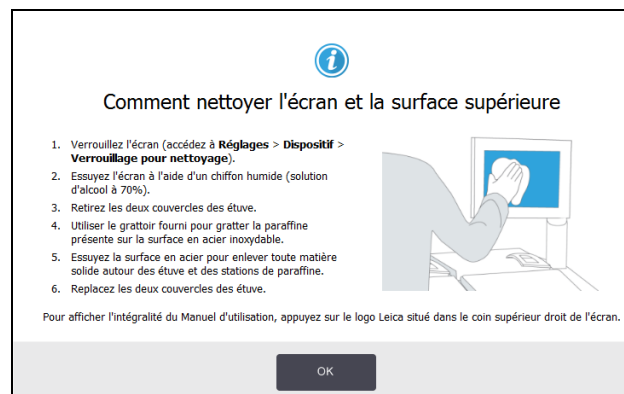 Comment nettoyer l'écran et la surface supérieure
1. Verrouillez l'écran (accédez à Réglages > Dispositif >
Verrouillage pour nettoyage).
2. Essuyez l'écran à l'aide d'un chiffon humide (solution
d'alcool à 70%).
3. Retirez les deux couvercles des étuve.
4. Utiliser le grattoir fourni pour gratter la paraffine
présente sur la surface en acier inoxydable.
5. Essuyez la surface en acier pour enlever toute matière
solide autour des étuve et des stations de paraffine.
6. Replacez les deux couvercles des étuve.
Pour afficher l'intégralité du Manuel d'utilisation, appuyez sur le logo Leica situé dans le coin supérieur droit de l'écran.
OK